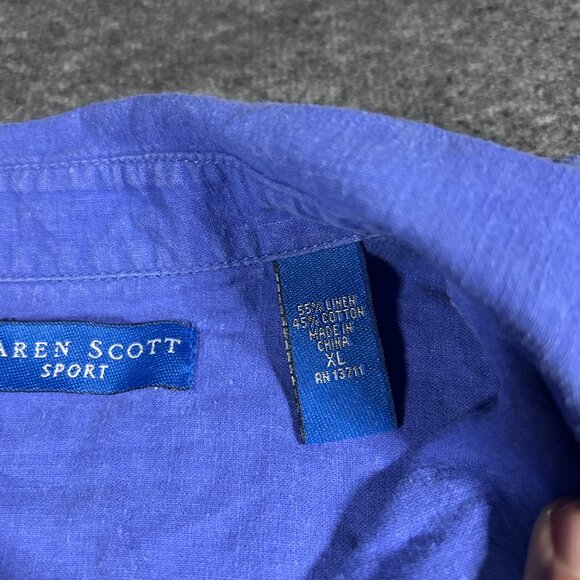 AREN SCOTT
SPORT
55% LINEN
45% COTTON
MADE IN
CHINA
XL
RN 13711